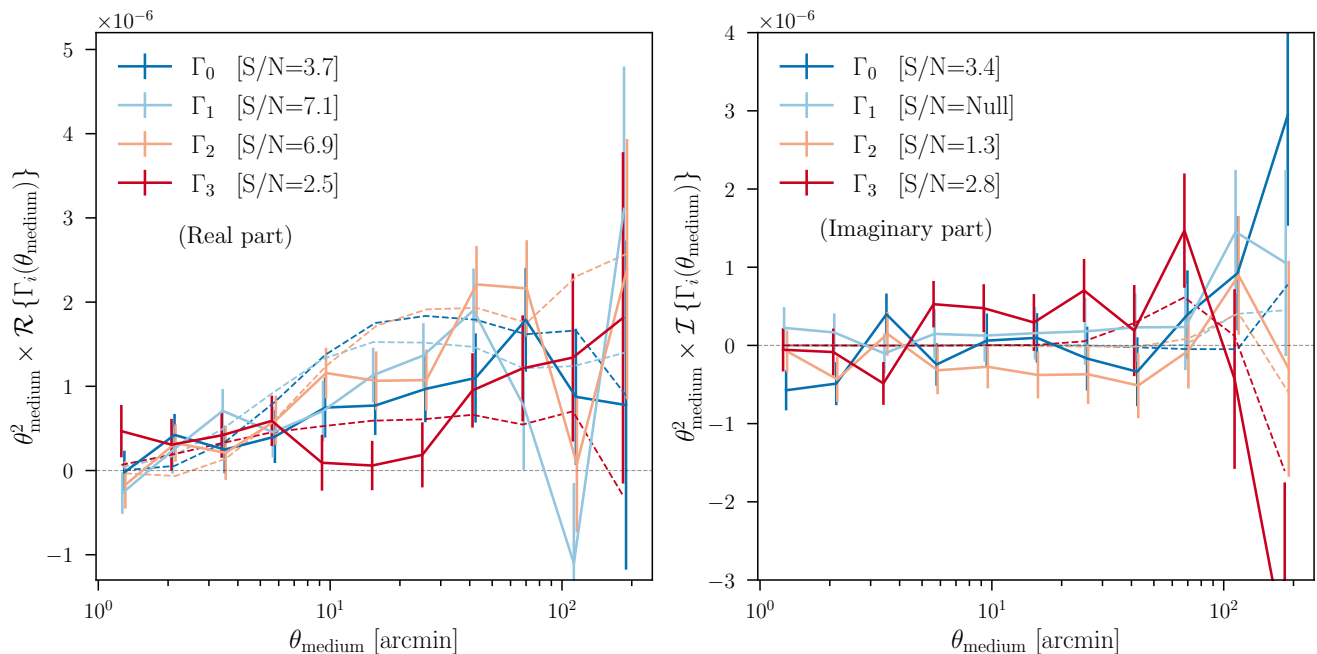 ×10⁻⁶
θ²medium × R {Γi(θmedium)}
5
4
3
2
1
0
−1
Γ0 [S/N=3.7]
Γ1 [S/N=7.1]
Γ2 [S/N=6.9]
Γ3 [S/N=2.5]
(Real part)
10⁰ 10¹ 10²
θmedium [arcmin]
×10⁻⁶
θ²medium × I {Γi(θmedium)}
4
3
2
1
0
−1
−2
−3
Γ0 [S/N=3.4]
Γ1 [S/N=Null]
Γ2 [S/N=1.3]
Γ3 [S/N=2.8]
(Imaginary part)
10⁰ 10¹ 10²
θmedium [arcmin]